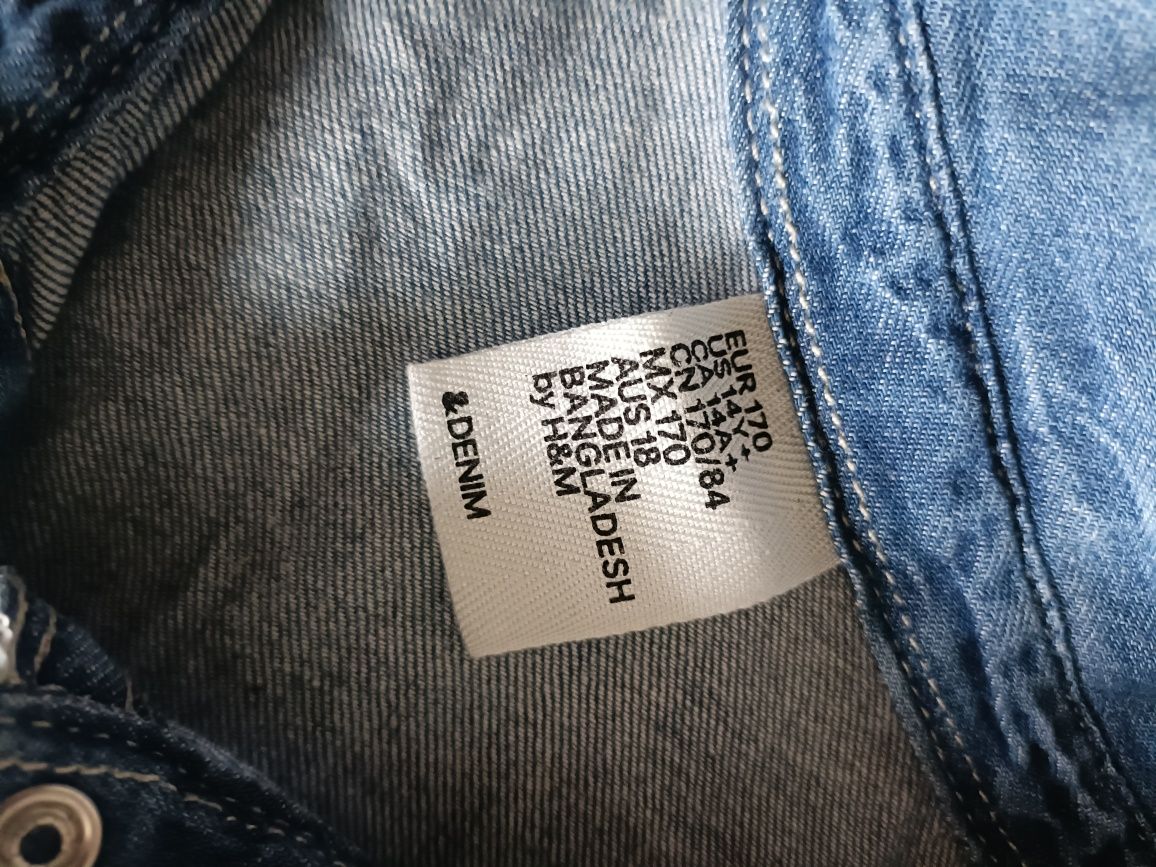 EUR 170
US 14Y+
CA 14A+
CN 170/84
MX 170
AUS 18
MADE IN
BANGLADESH
by H&M
&DENIM